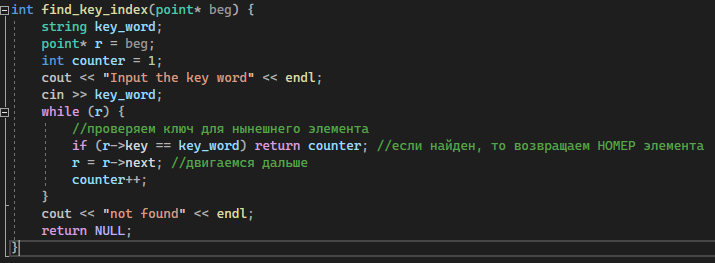 int find_key_index(point* beg) {
string key_word;
point* r = beg;
int counter = 1;
cout << "Input the key word" << endl;
cin >> key_word;
while (r) {
//проверяем ключ для нынешнего элемента
if (r->key == key_word) return counter; //если найден, то возвращаем НОМЕР элемента
r = r->next; //двигаемся дальше
counter++;
}
cout << "not found" << endl;
return NULL;
}